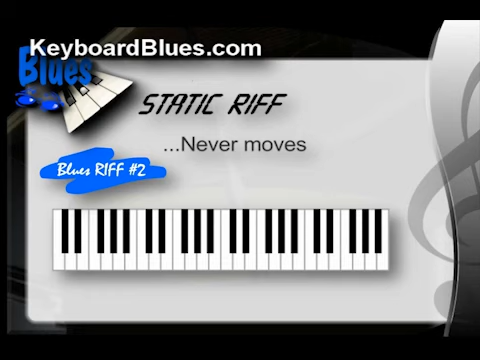 KeyboardBlues.com
Blues
STATIC RIFF
...Never moves
Blues RIFF #2